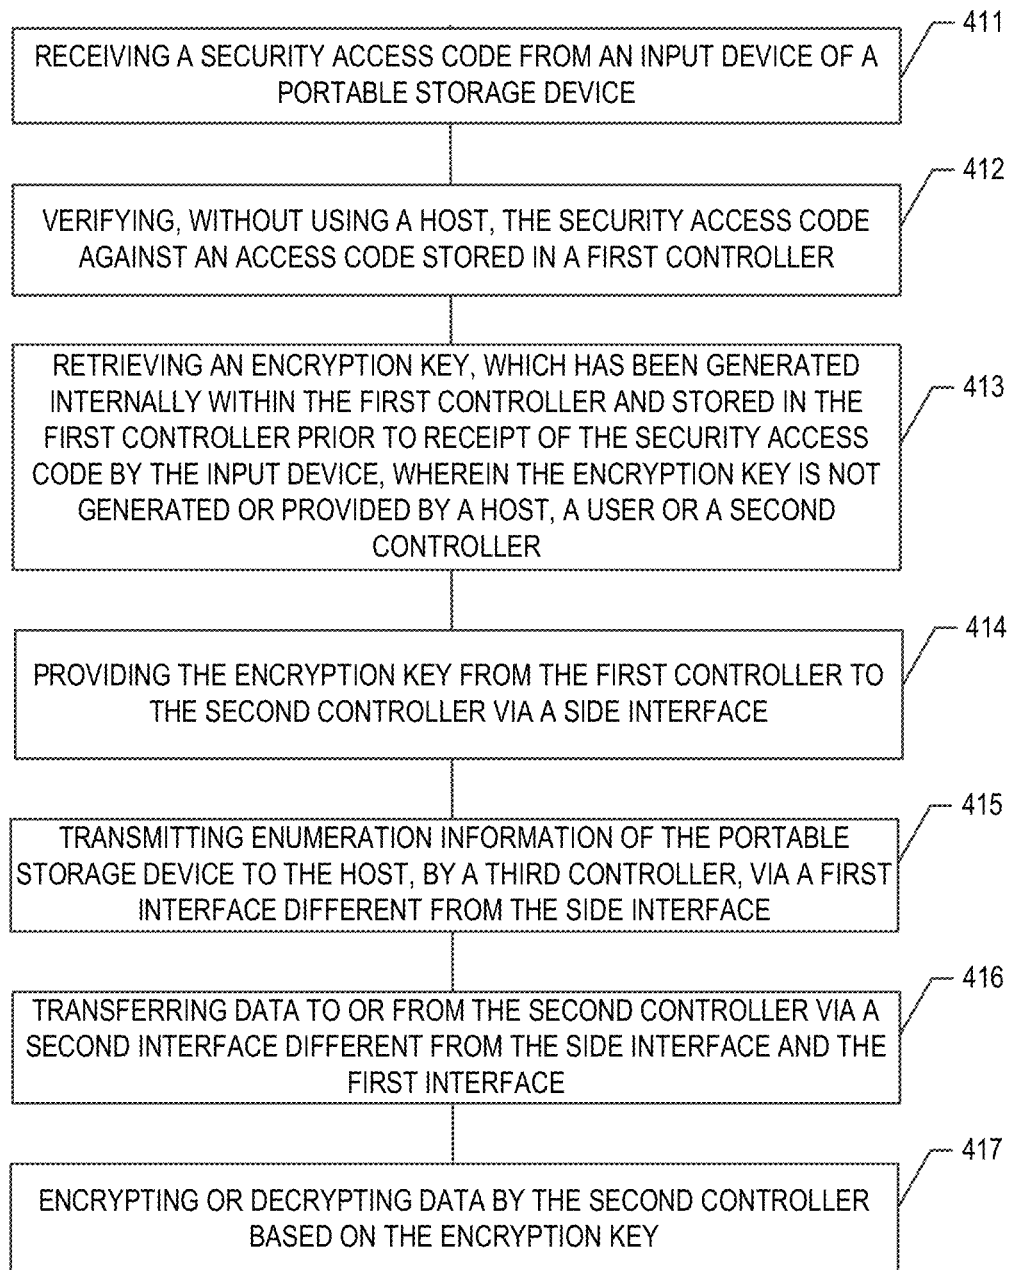 411
RECEIVING A SECURITY ACCESS CODE FROM AN INPUT DEVICE OF A
PORTABLE STORAGE DEVICE
412
VERIFYING, WITHOUT USING A HOST, THE SECURITY ACCESS CODE
AGAINST AN ACCESS CODE STORED IN A FIRST CONTROLLER
413
RETRIEVING AN ENCRYPTION KEY, WHICH HAS BEEN GENERATED
INTERNALLY WITHIN THE FIRST CONTROLLER AND STORED IN THE
FIRST CONTROLLER PRIOR TO RECEIPT OF THE SECURITY ACCESS
CODE BY THE INPUT DEVICE, WHEREIN THE ENCRYPTION KEY IS NOT
GENERATED OR PROVIDED BY A HOST, A USER OR A SECOND
CONTROLLER
414
PROVIDING THE ENCRYPTION KEY FROM THE FIRST CONTROLLER TO
THE SECOND CONTROLLER VIA A SIDE INTERFACE
415
TRANSMITTING ENUMERATION INFORMATION OF THE PORTABLE
STORAGE DEVICE TO THE HOST, BY A THIRD CONTROLLER, VIA A FIRST
INTERFACE DIFFERENT FROM THE SIDE INTERFACE
416
TRANSFERRING DATA TO OR FROM THE SECOND CONTROLLER VIA A
SECOND INTERFACE DIFFERENT FROM THE SIDE INTERFACE AND THE
FIRST INTERFACE
417
ENCRYPTING OR DECRYPTING DATA BY THE SECOND CONTROLLER
BASED ON THE ENCRYPTION KEY